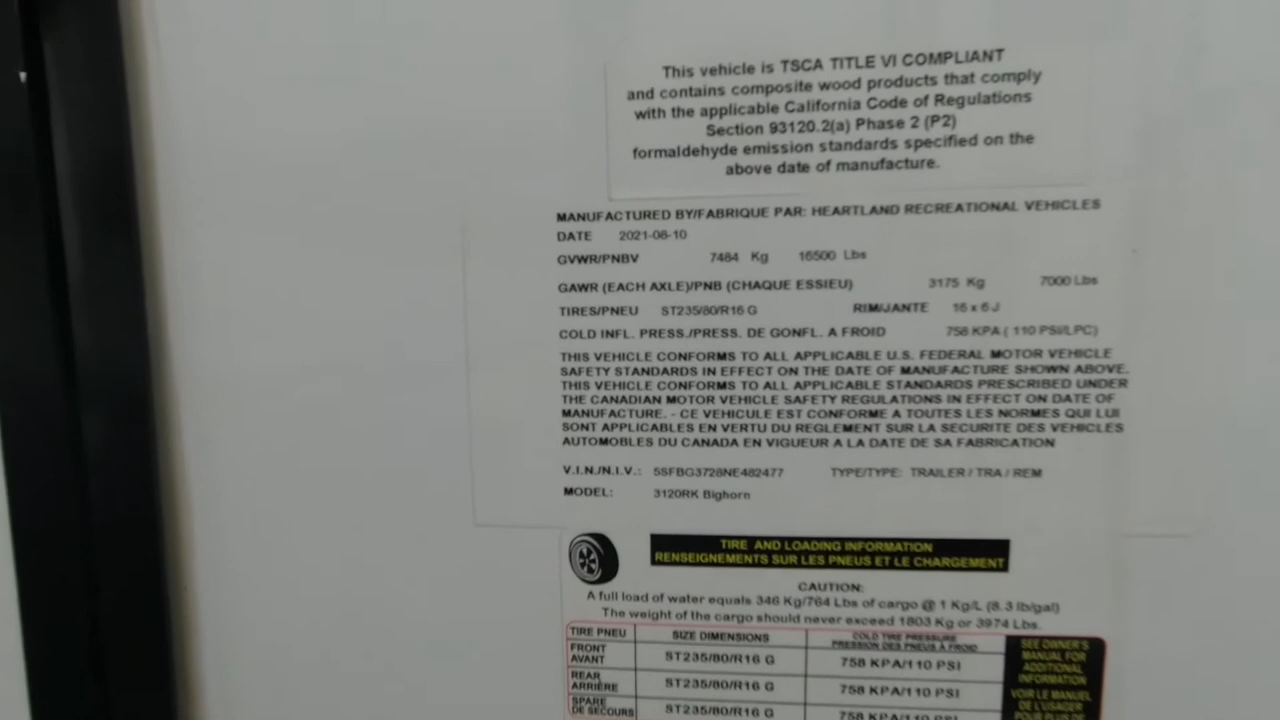 This vehicle is TSCA TITLE VI COMPLIANT
and contains composite wood products that comply
with the applicable California Code of Regulations
Section 93120.2(a) Phase 2 (P2)
formaldehyde emission standards specified on the
above date of manufacture.
MANUFACTURED BY/FABRIQUE PAR: HEARTLAND RECREATIONAL VEHICLES
DATE 2021-08-10
GVWR/PNBV 7484 Kg 16500 Lbs
GAWR (EACH AXLE)/PNB (CHAQUE ESSIEU) 3175 Kg 7000 Lbs
TIRES/PNEU ST235/80/R16 G RIM/JANTE 16 x 6 J
COLD INFL. PRESS./PRESS. DE GONFL. A FROID 758 KPA ( 110 PSI/LPC)
THIS VEHICLE CONFORMS TO ALL APPLICABLE U.S. FEDERAL MOTOR VEHICLE
SAFETY STANDARDS IN EFFECT ON THE DATE OF MANUFACTURE SHOWN ABOVE.
THIS VEHICLE CONFORMS TO ALL APPLICABLE STANDARDS PRESCRIBED UNDER
THE CANADIAN MOTOR VEHICLE SAFETY REGULATIONS IN EFFECT ON DATE OF
MANUFACTURE. - CE VEHICULE EST CONFORME A TOUTES LES NORMES QUI LUI
SONT APPLICABLES EN VERTU DU REGLEMENT SUR LA SECURITE DES VEHICLES
AUTOMOBLES DU CANADA EN VIGUEUR A LA DATE DE SA FABRICATION
V.I.N./N.I.V.: 5SFBG3728NE482477 TYPE/TYPE: TRAILER / TRA / REM
MODEL: 3120RK Bighorn
TIRE AND LOADING INFORMATION
RENSEIGNEMENTS SUR LES PNEUS ET LE CHARGEMENT
CAUTION:
A full load of water equals 346 Kg/764 Lbs of cargo @ 1 Kg/L (8.3 lb/gal)
The weight of the cargo should never exceed 1803 Kg or 3974 Lbs.
TIRE PNEU SIZE DIMENSIONS COLD TIRE PRESSURE
PRESSION DES PNEUS À FROID
FRONT
AVANT ST235/80/R16 G 758 KPA/110 PSI
REAR
ARRIÈRE ST235/80/R16 G 758 KPA/110 PSI
SPARE
DE SECOURS ST235/80/R16 G 758 KPA/110 PSI
SEE OWNER'S
MANUAL FOR
ADDITIONAL
INFORMATION
VOIR LE MANUEL
DE L'USAGER